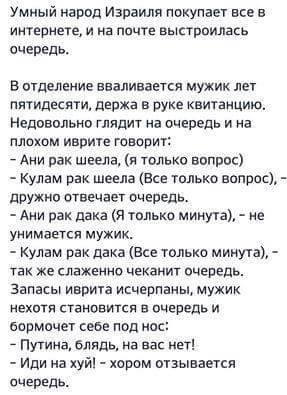 Умный народ Израиля покупает все в
интернете, и на почте выстроилась
очередь.
В отделение вваливается мужик лет
пятидесяти, держа в руке квитанцию.
Недовольно глядит на очередь и на
плохом иврите говорит:
- Ани рак шеела, (я только вопрос)
- Кулам рак шеела (Все только вопрос), -
дружно отвечает очередь.
- Ани рак дака (Я только минута), - не
унимается мужик.
- Кулам рак дака (Все только минута), -
так же слаженно чеканит очередь.
Запасы иврита исчерпаны, мужик
нехотя становится в очередь и
бормочет себе под нос:
- Путина, блядь, на вас нет!
- Иди на хуй! - хором отзывается
очередь.